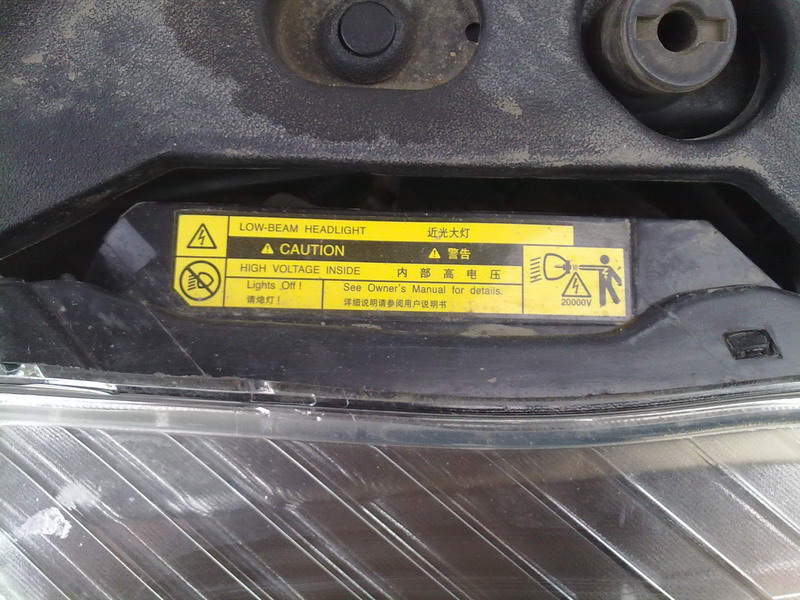 LOW-BEAM HEADLIGHT 近光大灯
CAUTION 警告
HIGH VOLTAGE INSIDE 内部高电压
Lights Off ! See Owner's Manual for details.
请熄灯! 详细说明请参阅用户说明书
20000V